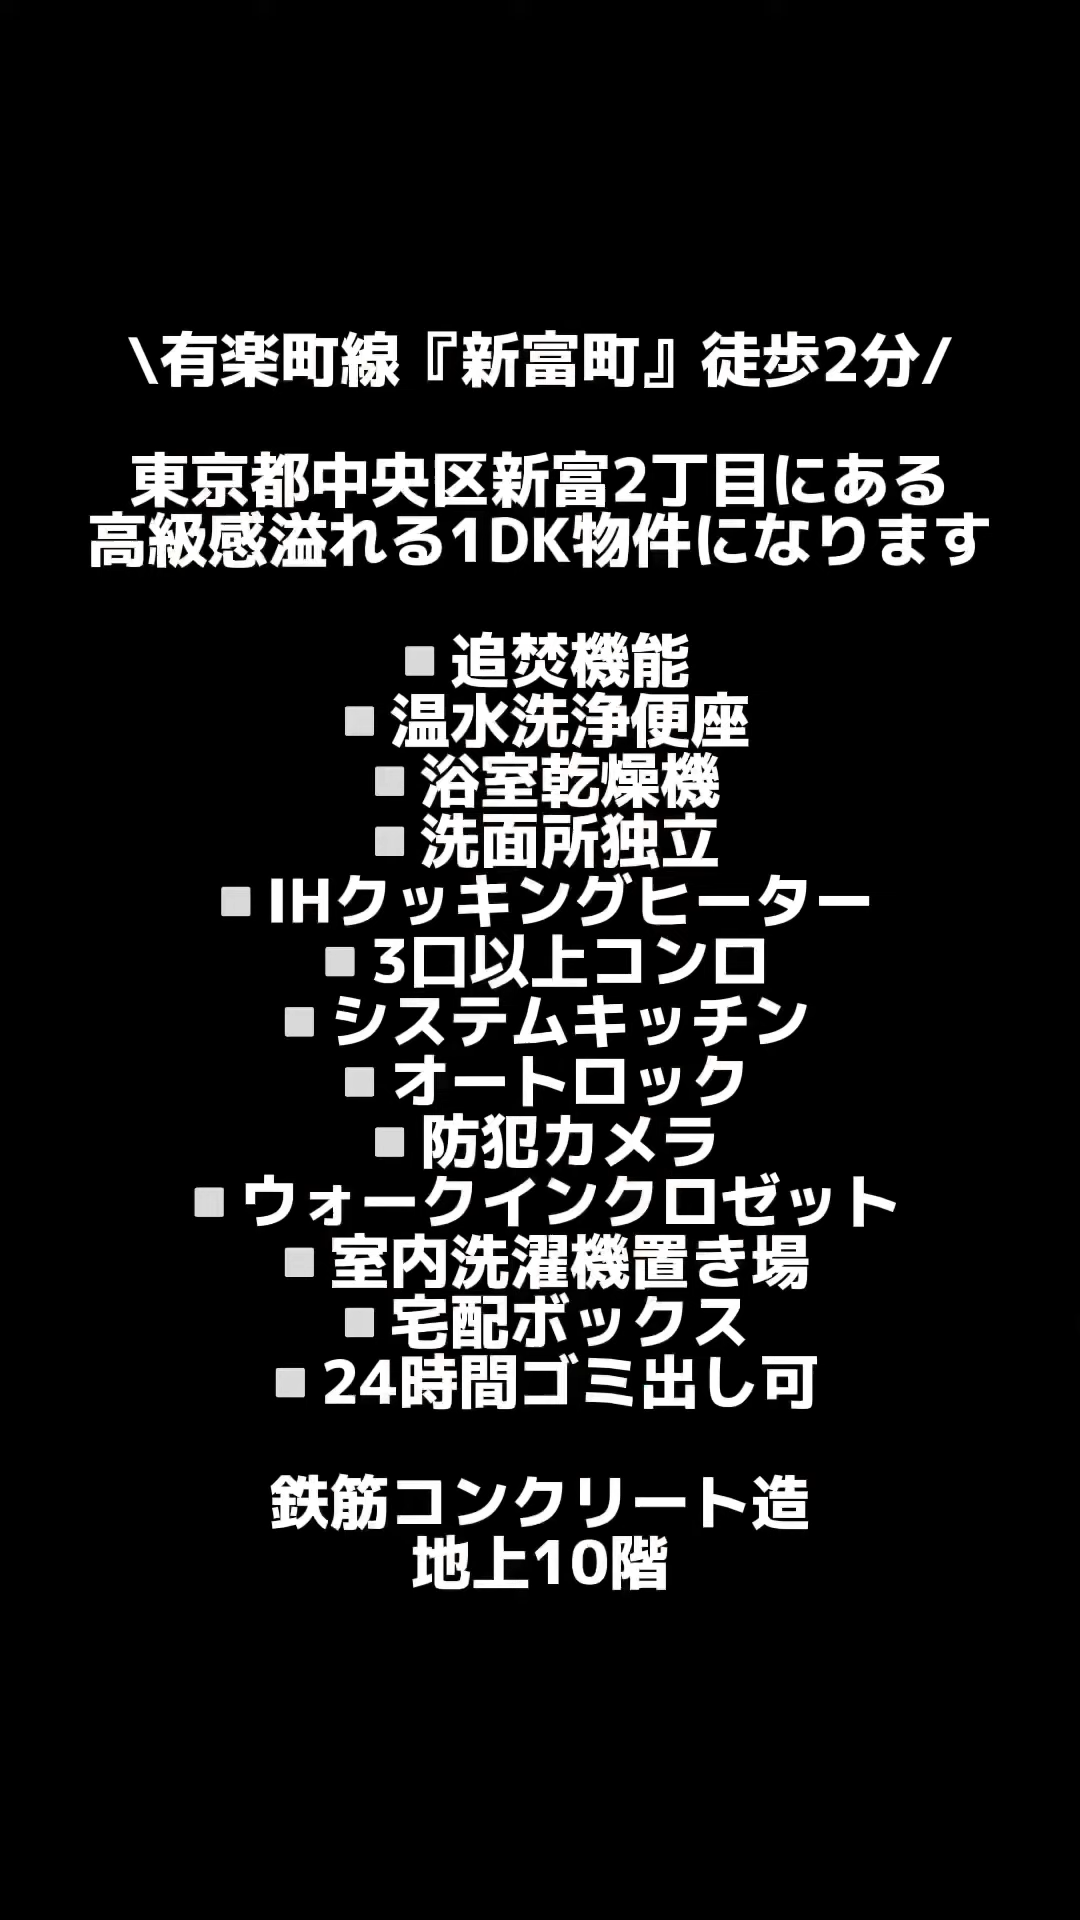 \有楽町線『新富町』徒歩2分/
東京都中央区新富2丁目にある
高級感溢れる1DK物件になります
◽追焚機能
◽温水洗浄便座
◽浴室乾燥機
◽洗面所独立
◽IHクッキングヒーター
◽3口以上コンロ
◽システムキッチン
◽オートロック
◽防犯カメラ
◽ウォークインクロゼット
◽室内洗濯機置き場
◽宅配ボックス
◽24時間ゴミ出し可
鉄筋コンクリート造
地上10階